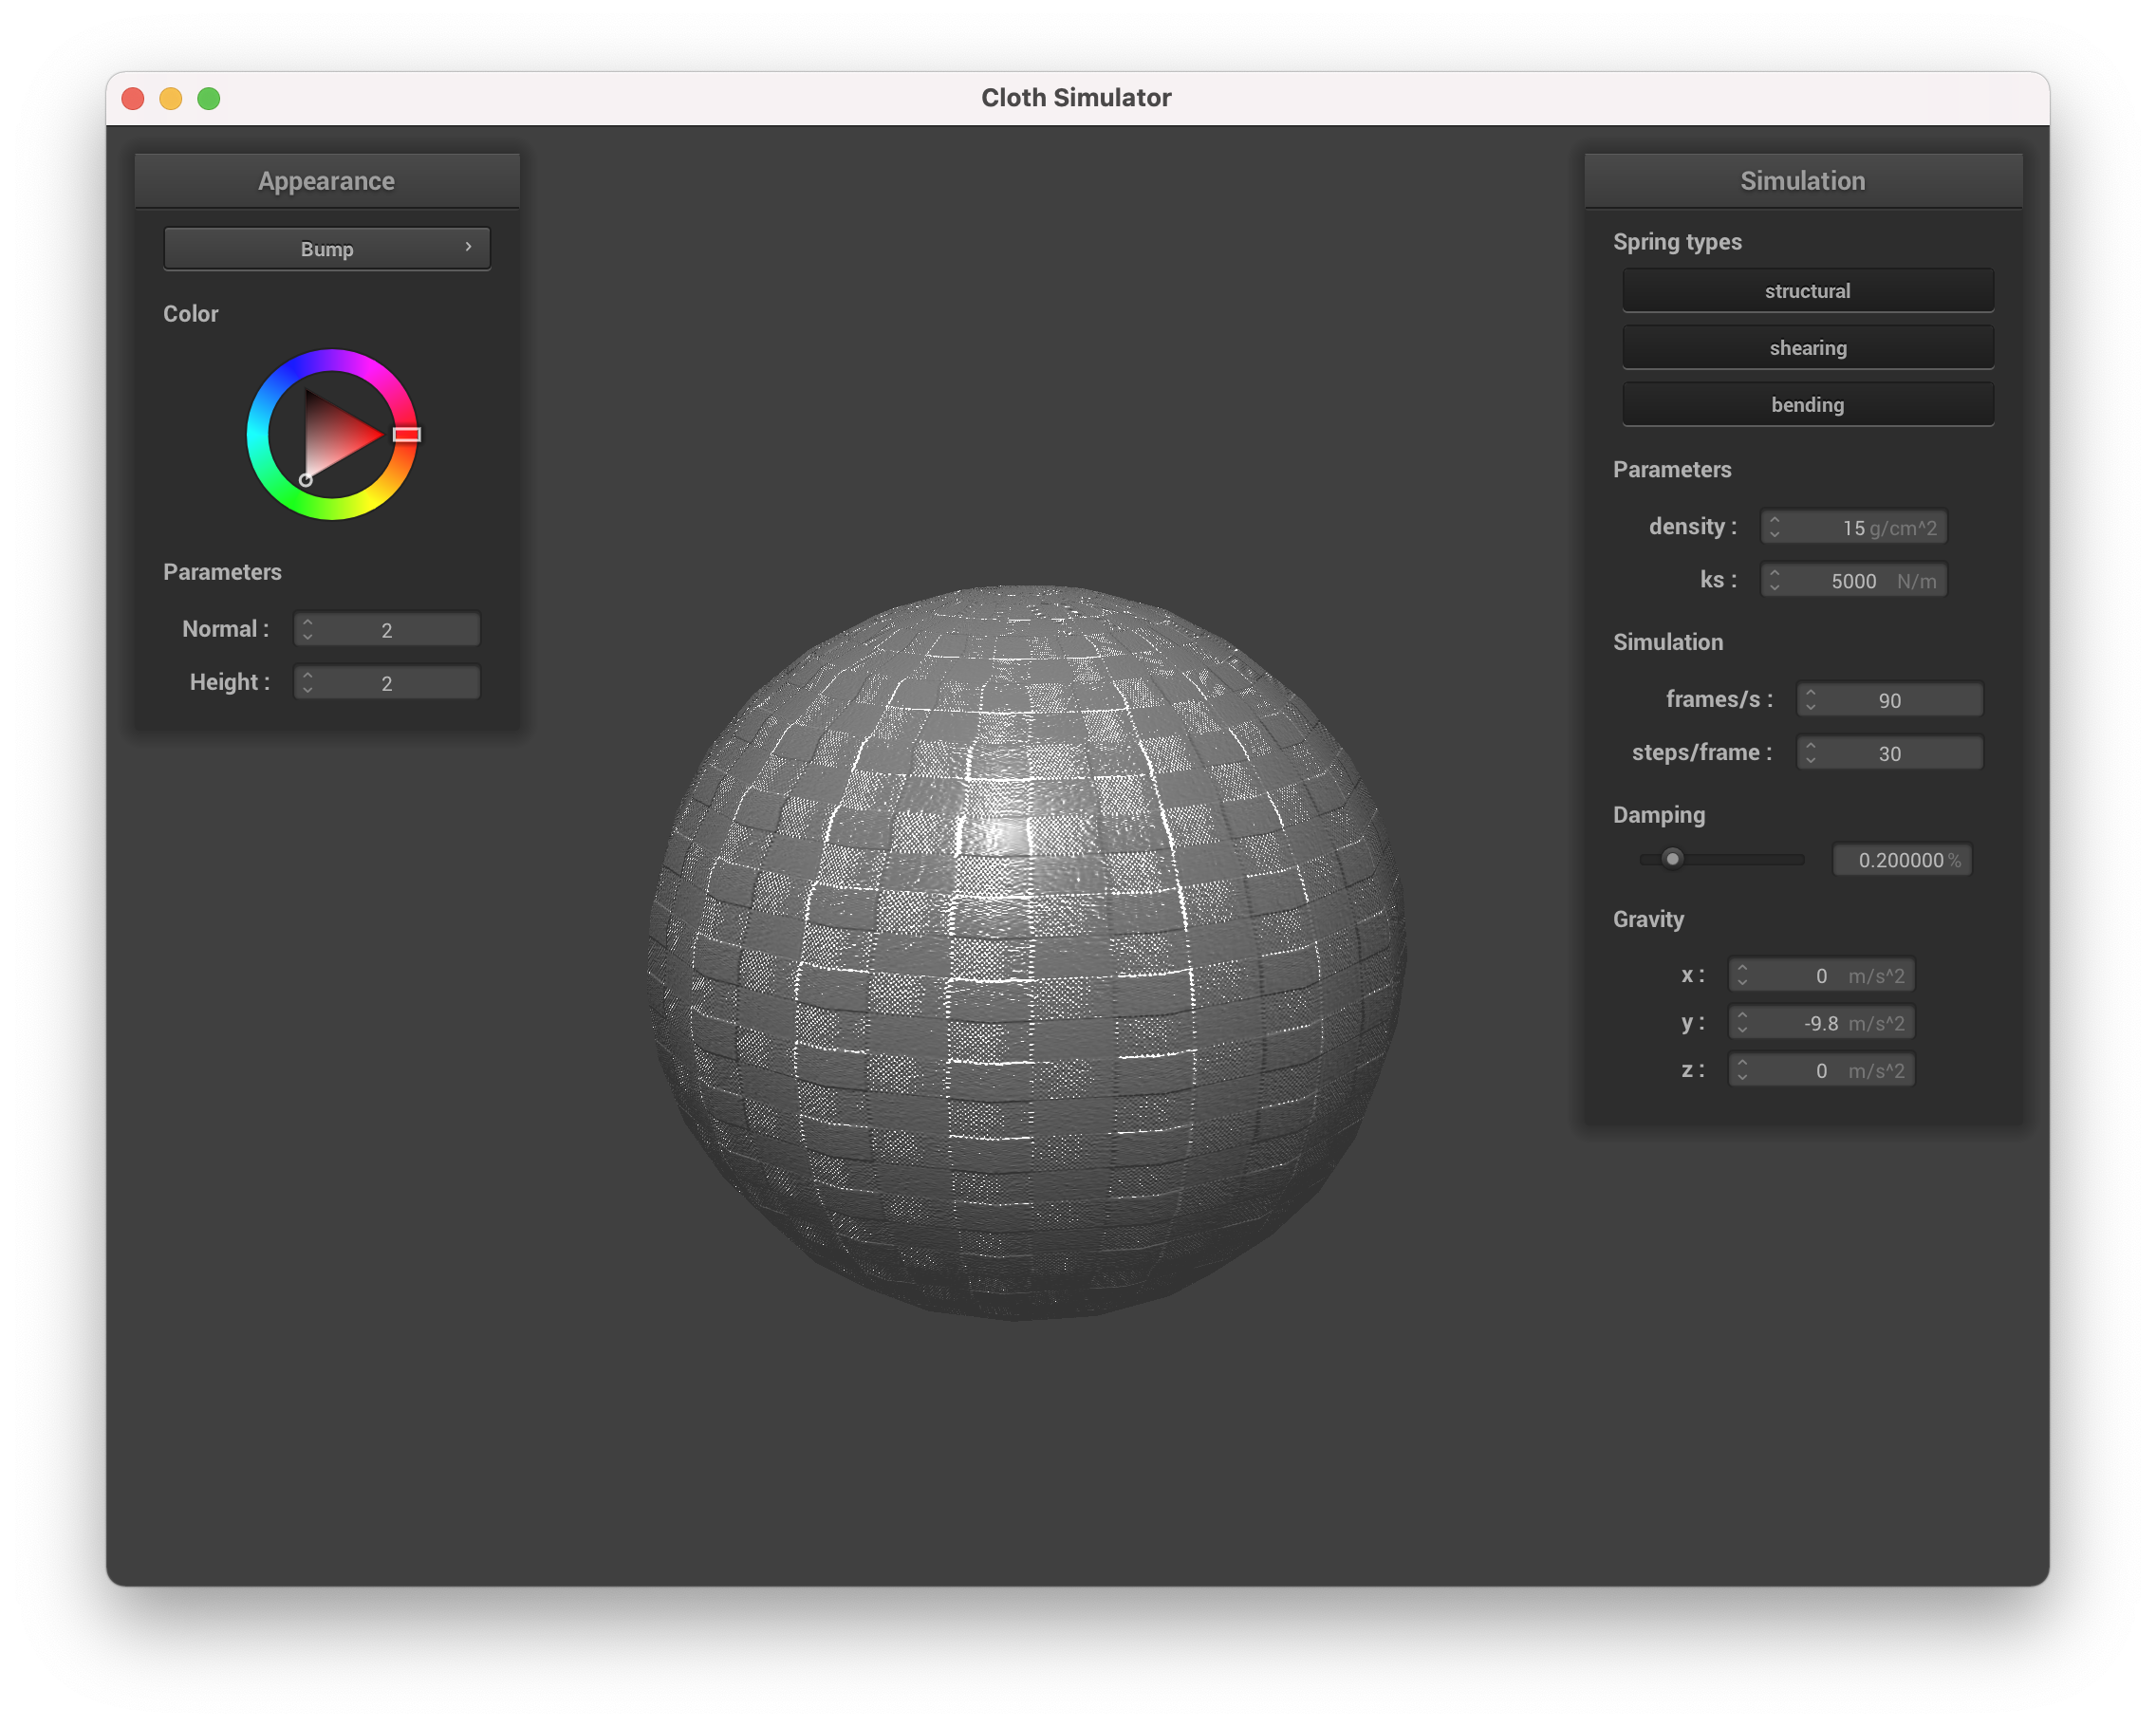 Cloth Simulator
Appearance
Bump
Color
Parameters
Normal : 2
Height : 2
Simulation
Spring types
structural
shearing
bending
Parameters
density : 15 g/cm^2
ks : 5000 N/m
Simulation
frames/s : 90
steps/frame : 30
Damping
0.200000 %
Gravity
x : 0 m/s^2
y : -9.8 m/s^2
z : 0 m/s^2